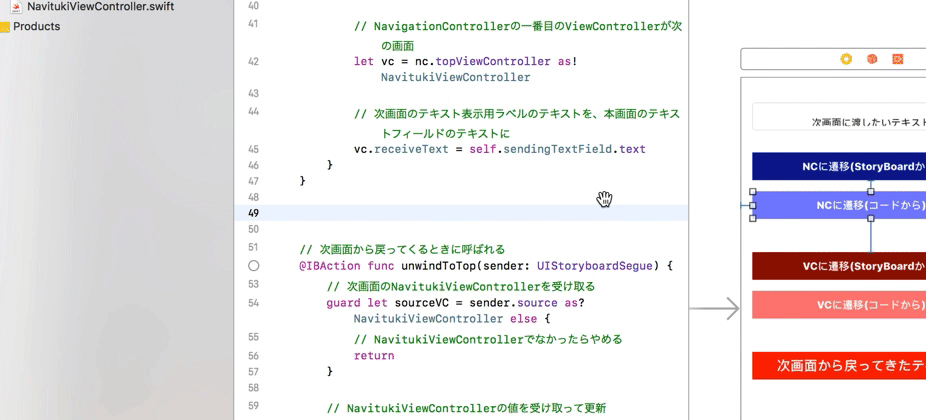 NavitukiViewController.swift
Products
40
41 // NavigationControllerの一番目のViewControllerが次
の画面
42 let vc = nc.topViewController as!
NavitukiViewController
43
44 // 次画面のテキスト表示用ラベルのテキストを、本画面のテキス
トフィールドのテキストに
45 vc.receiveText = self.sendingTextField.text
46 }
47 }
48
49
50
51 // 次画面から戻ってくるときに呼ばれる
@IBAction func unwindToTop(sender: UIStoryboardSegue) {
53 // 次画面のNavitukiViewControllerを受け取る
54 guard let sourceVC = sender.source as?
NavitukiViewController else {
55 // NavitukiViewControllerでなかったらやめる
56 return
57 }
58
59 // NavitukiViewControllerの値を受け取って更新
次画面に渡したいテキスト
NCに遷移(StoryBoardか
NCに遷移(コードから)
VCに遷移(StoryBoardか
VCに遷移(コードから)
次画面から戻ってきたテ